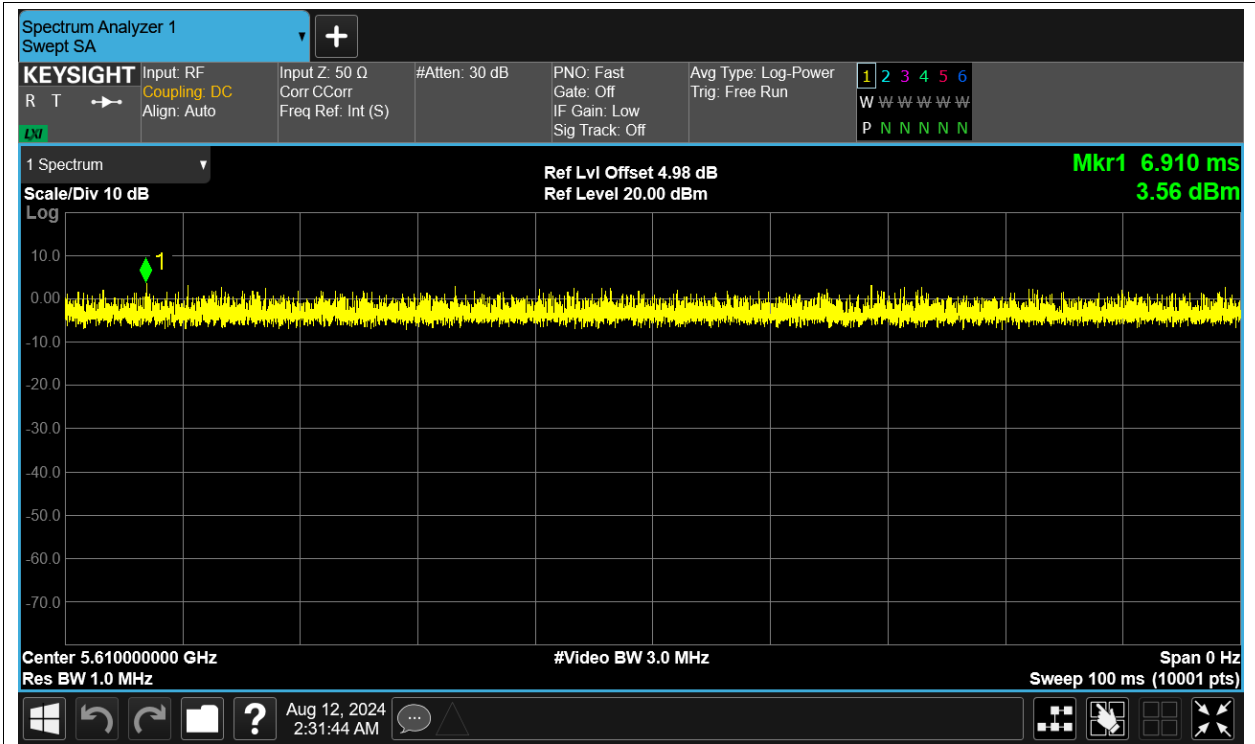 Spectrum Analyzer 1
Swept SA
KEYSIGHT
R T
LXI
Input: RF
Coupling: DC
Align: Auto
Input Z: 50 Ω
Corr CCorr
Freq Ref: Int (S)
#Atten: 30 dB
PNO: Fast
Gate: Off
IF Gain: Low
Sig Track: Off
Avg Type: Log-Power
Trig: Free Run
1 2 3 4 5 6
W W W W W W
P N N N N N
1 Spectrum
Scale/Div 10 dB
Log
Ref Lvl Offset 4.98 dB
Ref Level 20.00 dBm
Mkr1 6.910 ms
3.56 dBm
1
10.0
0.00
-10.0
-20.0
-30.0
-40.0
-50.0
-60.0
-70.0
Center 5.610000000 GHz
Res BW 1.0 MHz
#Video BW 3.0 MHz
Span 0 Hz
Sweep 100 ms (10001 pts)
?
Aug 12, 2024
2:31:44 AM